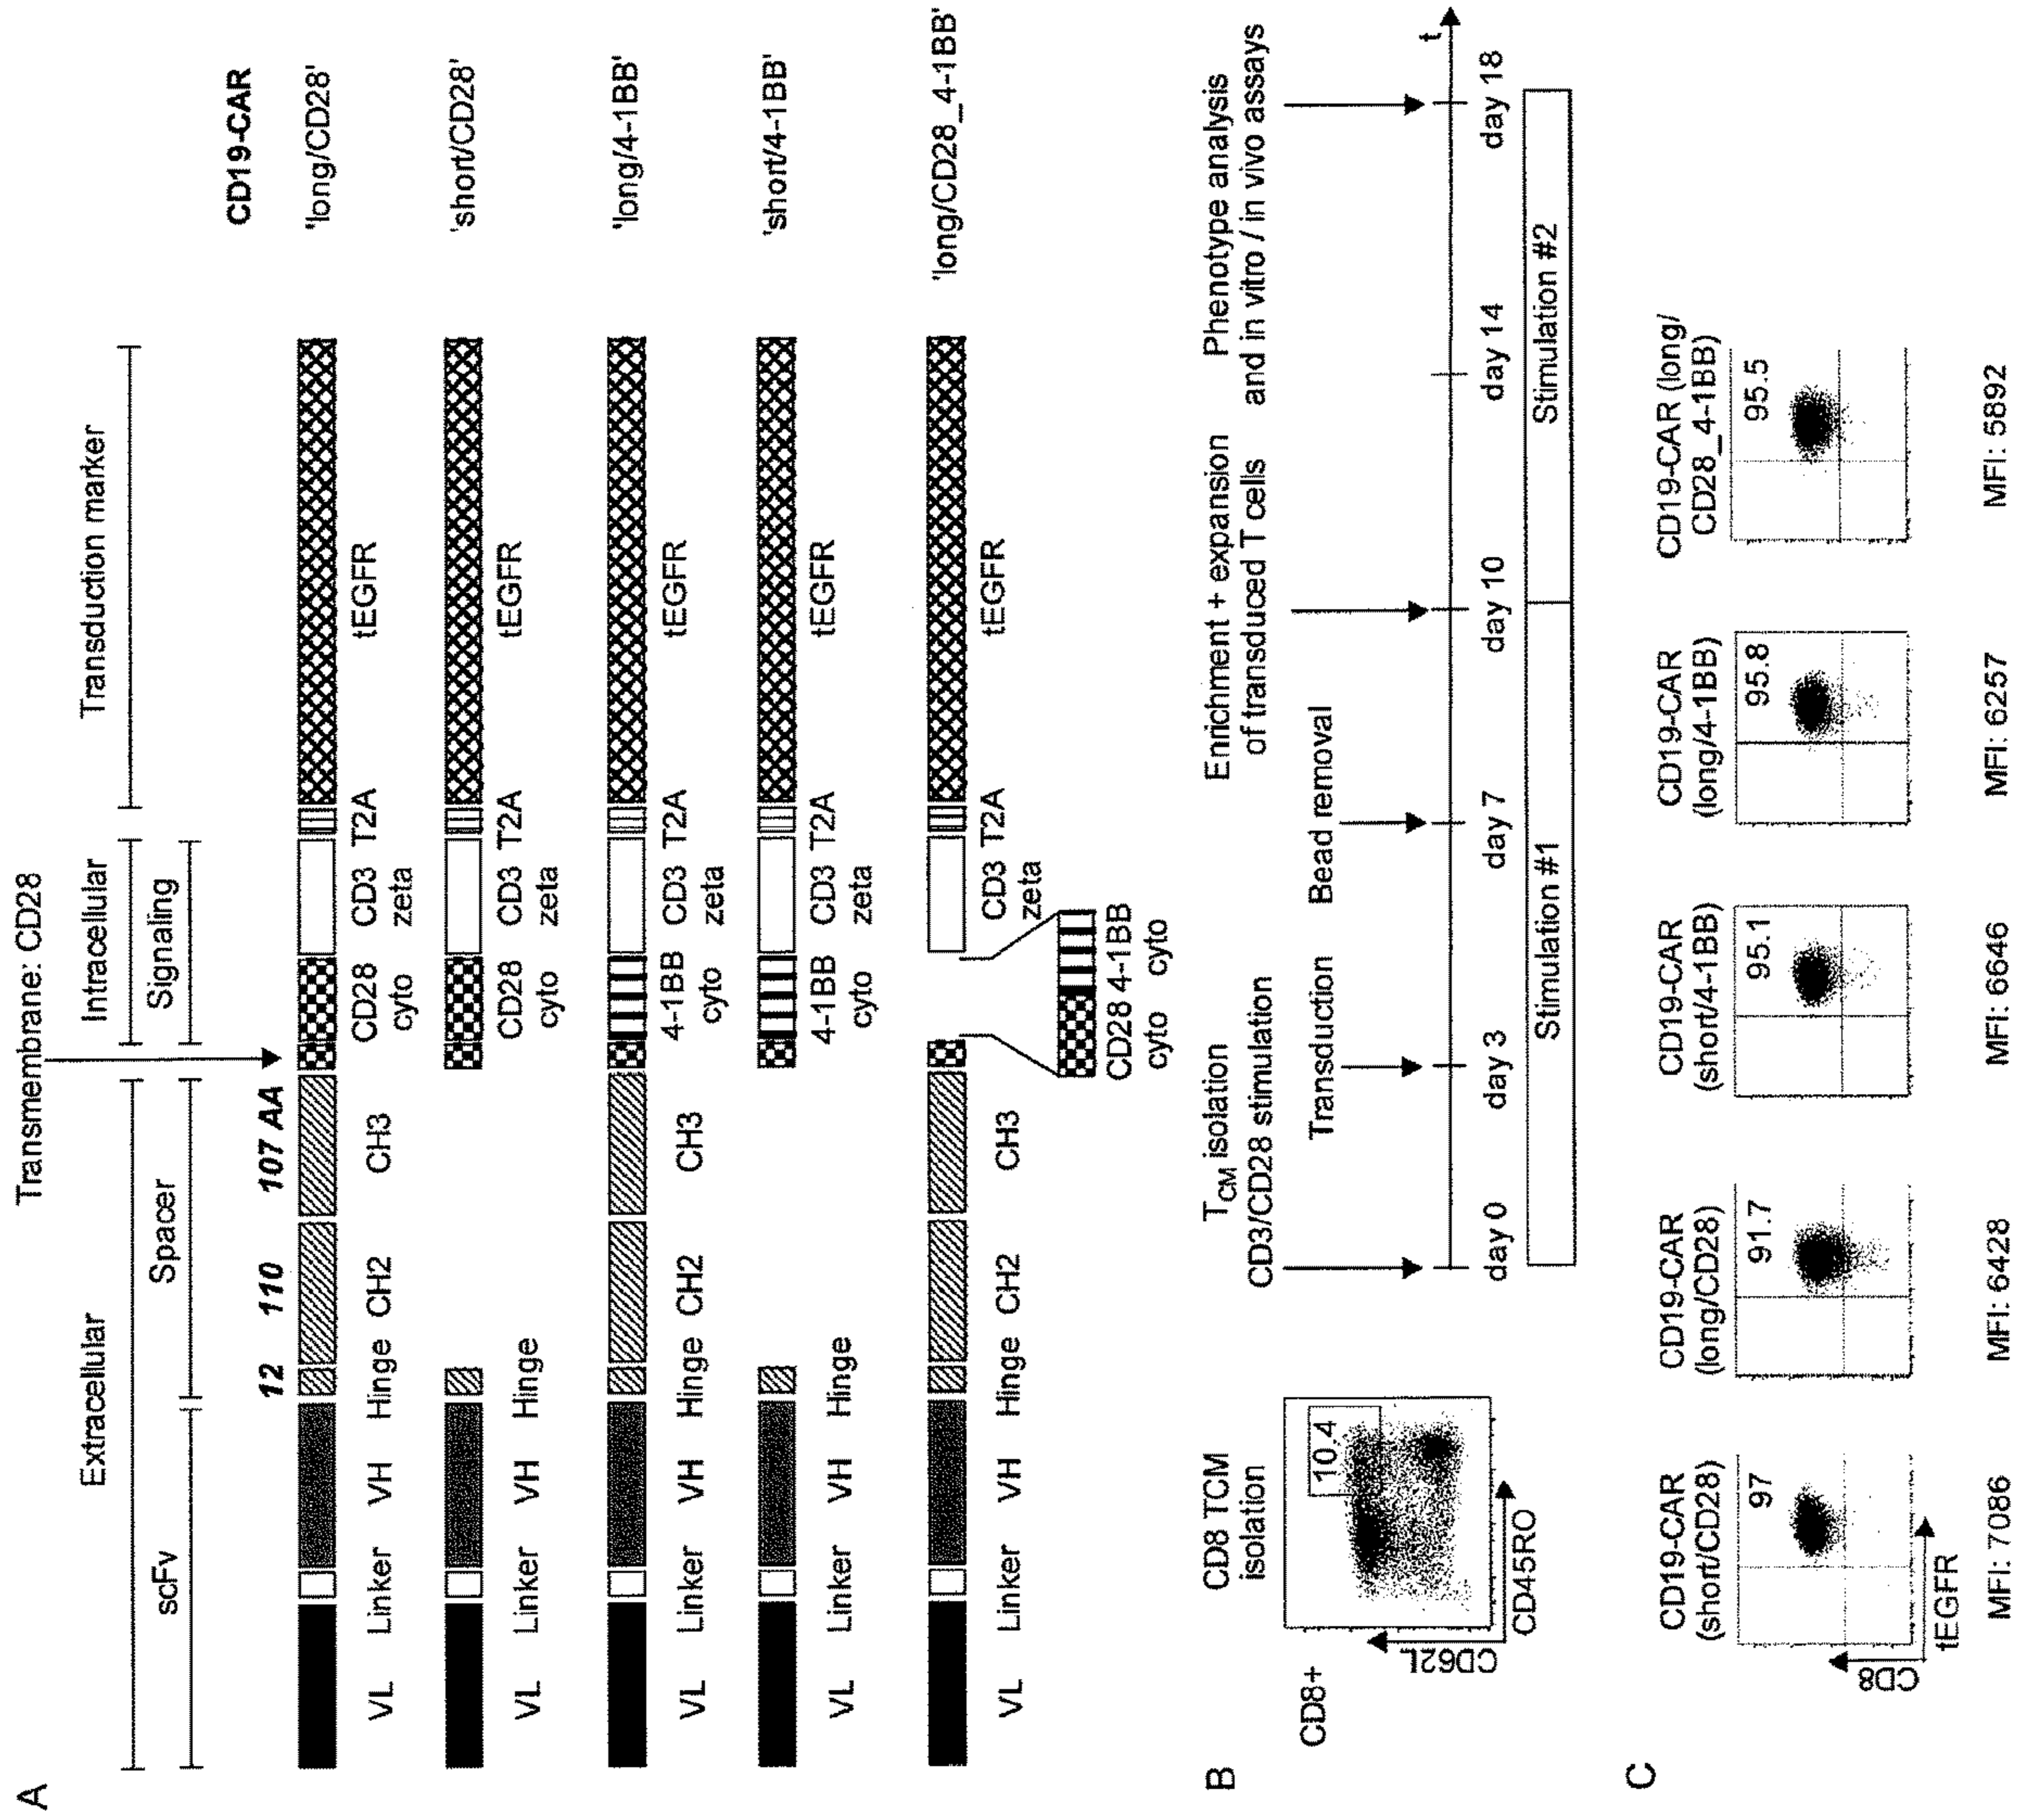 A
Transmembrane: CD28
Extracellular
Intracellular
Transduction marker
scFv
Spacer
Signaling
12 110 107 AA
CD19-CAR
'long/CD28'
VL Linker VH Hinge CH2 CH3 CD28 cyto CD3 zeta T2A tEGFR
'short/CD28'
VL Linker VH Hinge CD28 cyto CD3 zeta T2A tEGFR
'long/4-1BB'
VL Linker VH Hinge CH2 CH3 4-1BB cyto CD3 zeta T2A tEGFR
'short/4-1BB'
VL Linker VH Hinge 4-1BB cyto CD3 zeta T2A tEGFR
'long/CD28_4-1BB'
VL Linker VH Hinge CH2 CH3 CD3 zeta T2A tEGFR
CD28 cyto 4-1BB cyto
B
CD8+
CD8 TCM
isolation
10.4
CD62L
CD45RO
TCM isolation
CD3/CD28 stimulation
Transduction
Bead removal
Enrichment + expansion
of transduced T cells
Phenotype analysis
and in vitro / in vivo assays
t
day 0 day 3 day 7 day 10 day 14 day 18
Stimulation #1 Stimulation #2
C
CD19-CAR
(short/CD28)
97
CD8
tEGFR
MFI: 7086
CD19-CAR
(long/CD28)
91.7
MFI: 6428
CD19-CAR
(short/4-1BB)
95.1
MFI: 6646
CD19-CAR
(long/4-1BB)
95.8
MFI: 6257
CD19-CAR (long/
CD28_4-1BB)
95.5
MFI: 5892